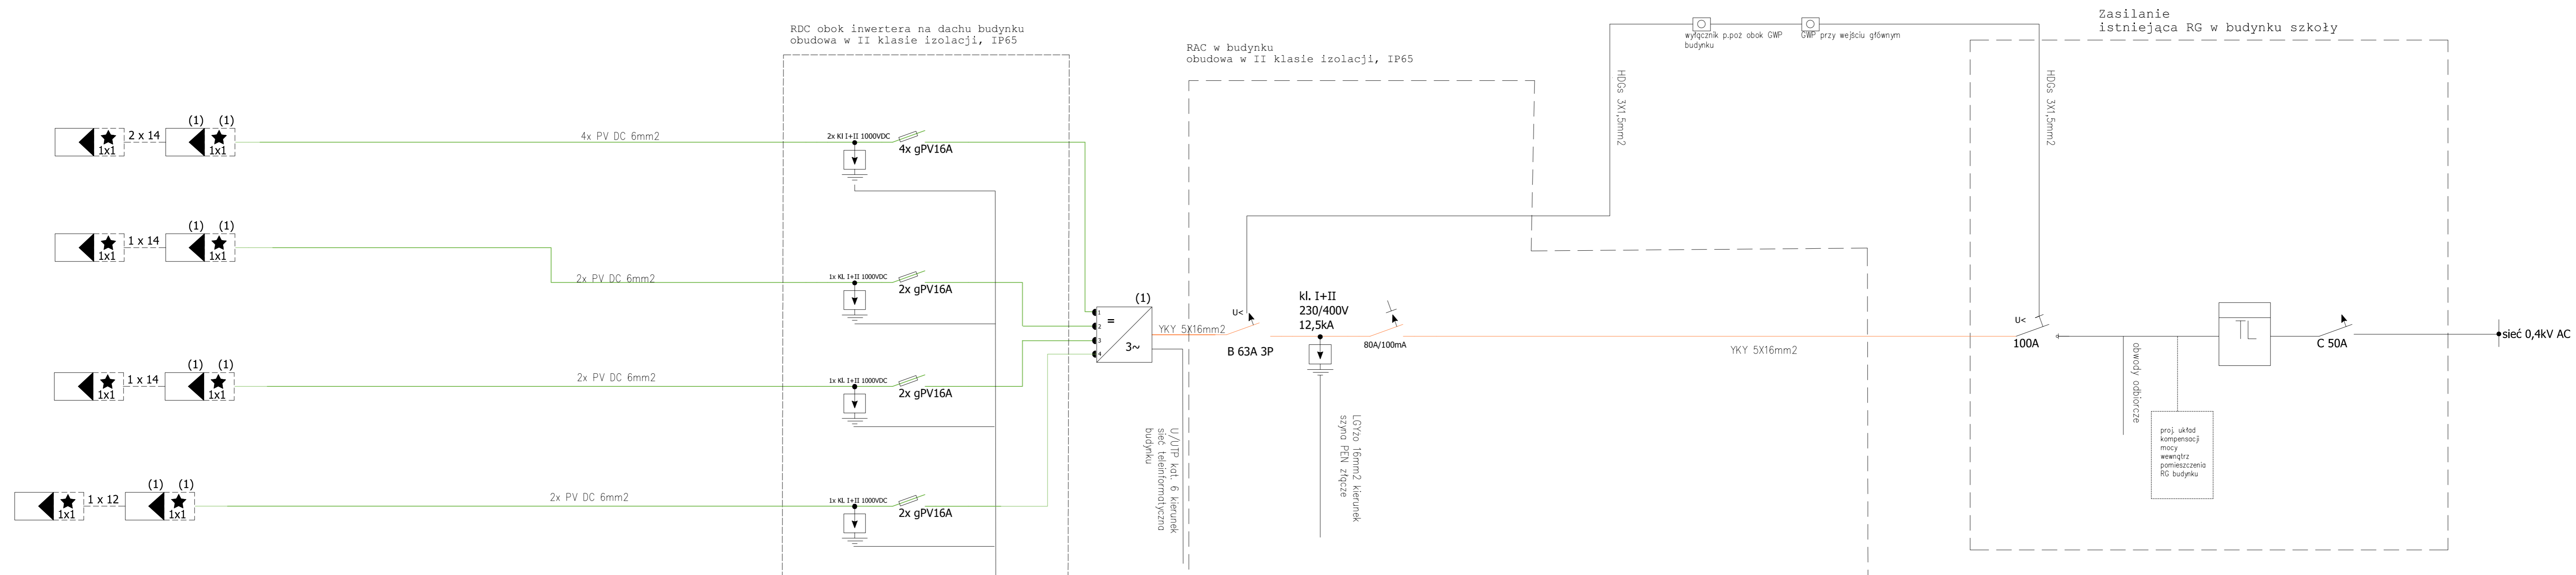 RDC obok inwertera na dachu budynku
obudowa w II klasie izolacji, IP65
RAC w budynku
obudowa w II klasie izolacji, IP65
wyłącznik p.poż obok GWP
budynku
GWP przy wejściu głównym
Zasilanie
istniejąca RG w budynku szkoły
HDGs 3X1,5mm2
HDGs 3X1,5mm2
2 x 14
(1)
(1)
1x1
1x1
4x PV DC 6mm2
2x Kl I+II 1000VDC
4x gPV16A
1 x 14
(1)
(1)
1x1
1x1
2x PV DC 6mm2
1x KL I+II 1000VDC
2x gPV16A
1 x 14
(1)
(1)
1x1
1x1
2x PV DC 6mm2
1x KL I+II 1000VDC
2x gPV16A
1 x 12
(1)
(1)
1x1
1x1
2x PV DC 6mm2
1x KL I+II 1000VDC
2x gPV16A
(1)
1
2
3
4
=
3~
YKY 5X16mm2
U/UTP kat. 6 kierunek
sieć teleinformatyczna
budynku
U<
B 63A 3P
kl. I+II
230/400V
12,5kA
LGYżo 16mm2 kierunek
szyna PEN złącze
80A/100mA
YKY 5X16mm2
U<
100A
obwody odbiorcze
proj. układ
kompensacji
mocy
wewnątrz
pomieszczenia
RG budynku
TL
C 50A
sieć 0,4kV AC